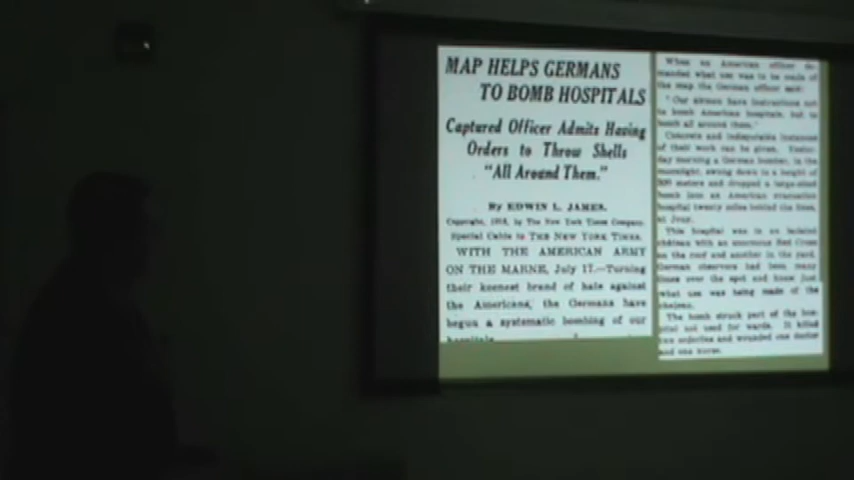 MAP HELPS GERMANS
TO BOMB HOSPITALS
Captured Officer Admits Having
Orders to Throw Shells
"All Around Them."
By EDWIN L. JAMES.
Copyright, 1918, by The New York Times Company.
Special Cable to THE NEW YORK TIMES.
WITH THE AMERICAN ARMY
ON THE MARNE, July 17.—Turning
their keenest brand of hate against
the Americans, the Germans have
begun a systematic bombing of our
hospitals
When an American officer de-
manded what use was to be made of
the map the German officer said:
"Our airmen have instructions not
to bomb American hospitals, but to
bomb all around them."
Concrete and indisputable instances
of their work can be given. Yester-
day morning a German bomber, in the
moonlight, swung down to a height of
500 meters and dropped a large-sized
bomb into an American evacuation
hospital twenty miles behind the lines,
at Jouy.
This hospital was in an isolated
château with an enormous Red Cross
on the roof and another in the yard.
German observers had been many
times over the spot and knew just
what use was being made of the
château.
The bomb struck part of the hos-
pital not used for wards. It killed
two orderlies and wounded one doctor
and one nurse.